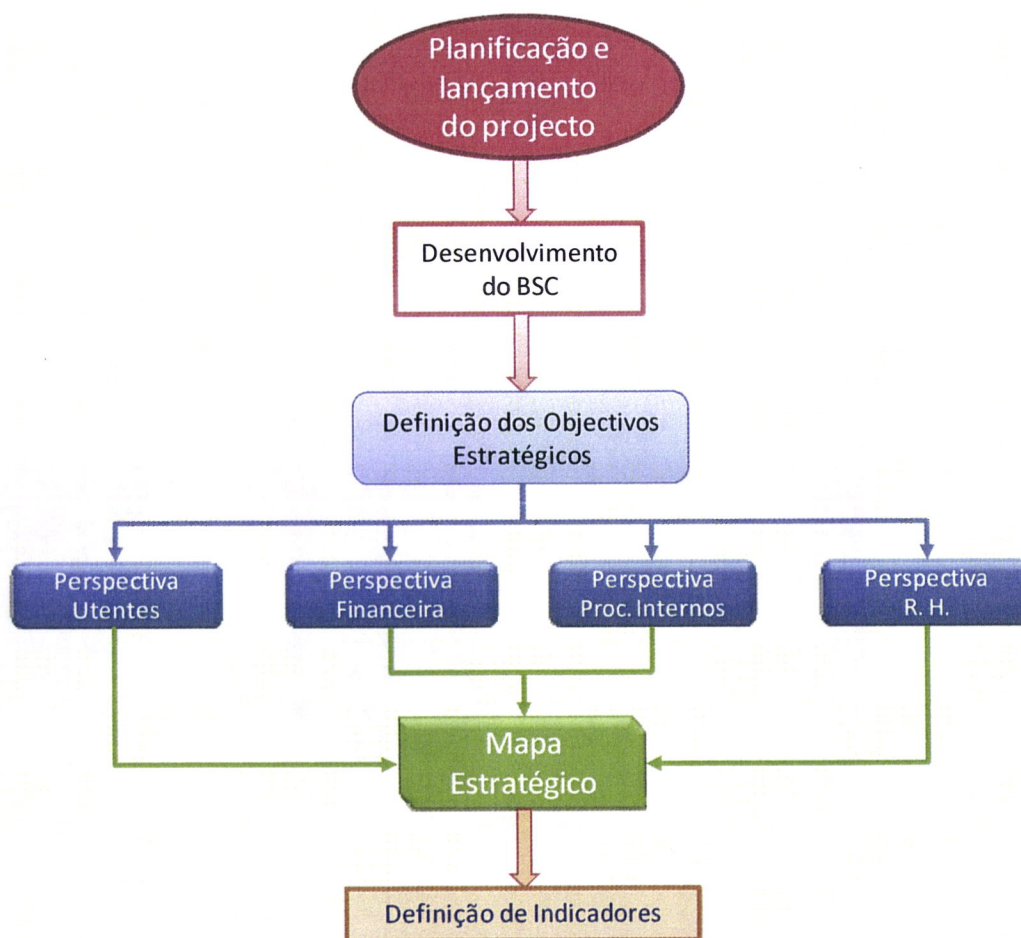 Planificação e
lançamento
do projecto
Desenvolvimento
do BSC
Definição dos Objectivos
Estratégicos
Perspectiva
Utentes
Perspectiva
Financeira
Perspectiva
Proc. Internos
Perspectiva
R. H.
Mapa
Estratégico
Definição de Indicadores